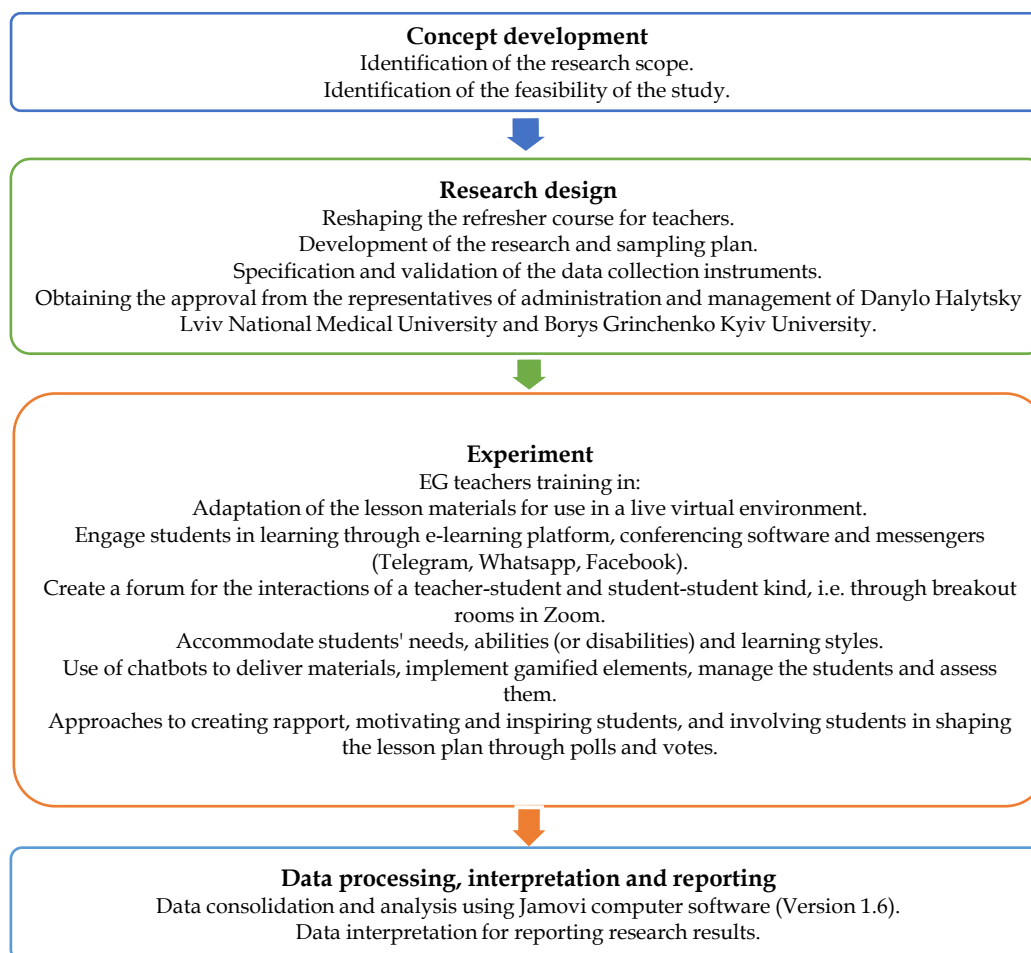 Concept development
Identification of the research scope.
Identification of the feasibility of the study.
Research design
Reshaping the refresher course for teachers.
Development of the research and sampling plan.
Specification and validation of the data collection instruments.
Obtaining the approval from the representatives of administration and management of Danylo Halytsky
Lviv National Medical University and Borys Grinchenko Kyiv University.
Experiment
EG teachers training in:
Adaptation of the lesson materials for use in a live virtual environment.
Engage students in learning through e-learning platform, conferencing software and messengers
(Telegram, Whatsapp, Facebook).
Create a forum for the interactions of a teacher-student and student-student kind, i.e. through breakout
rooms in Zoom.
Accommodate students' needs, abilities (or disabilities) and learning styles.
Use of chatbots to deliver materials, implement gamified elements, manage the students and assess
them.
Approaches to creating rapport, motivating and inspiring students, and involving students in shaping
the lesson plan through polls and votes.
Data processing, interpretation and reporting
Data consolidation and analysis using Jamovi computer software (Version 1.6).
Data interpretation for reporting research results.